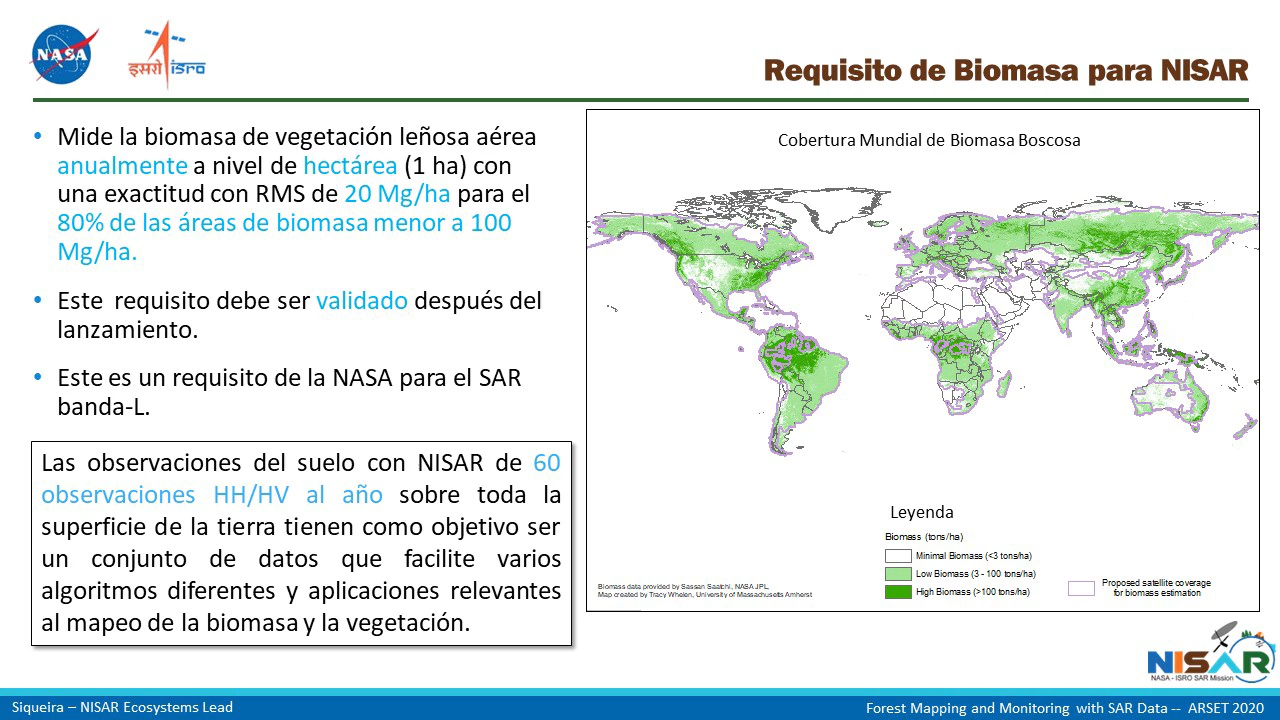 NASA
इसरो isro
Requisito de Biomasa para NISAR
• Mide la biomasa de vegetación leñosa aérea
anualmente a nivel de hectárea (1 ha) con
una exactitud con RMS de 20 Mg/ha para el
80% de las áreas de biomasa menor a 100
Mg/ha.
• Este requisito debe ser validado después del
lanzamiento.
• Este es un requisito de la NASA para el SAR
banda-L.
Las observaciones del suelo con NISAR de 60
observaciones HH/HV al año sobre toda la
superficie de la tierra tienen como objetivo ser
un conjunto de datos que facilite varios
algoritmos diferentes y aplicaciones relevantes
al mapeo de la biomasa y la vegetación.
Cobertura Mundial de Biomasa Boscosa
Leyenda
Biomass (tons/ha)
Minimal Biomass (<3 tons/ha)
Low Biomass (3 - 100 tons/ha)
High Biomass (>100 tons/ha)
Proposed satellite coverage
for biomass estimation
Biomass data provided by Sassan Saatchi, NASA JPL.
Map created by Tracy Whelen, University of Massachusetts Amherst
NISAR
NASA - ISRO SAR Mission
Siqueira – NISAR Ecosystems Lead
Forest Mapping and Monitoring with SAR Data -- ARSET 2020